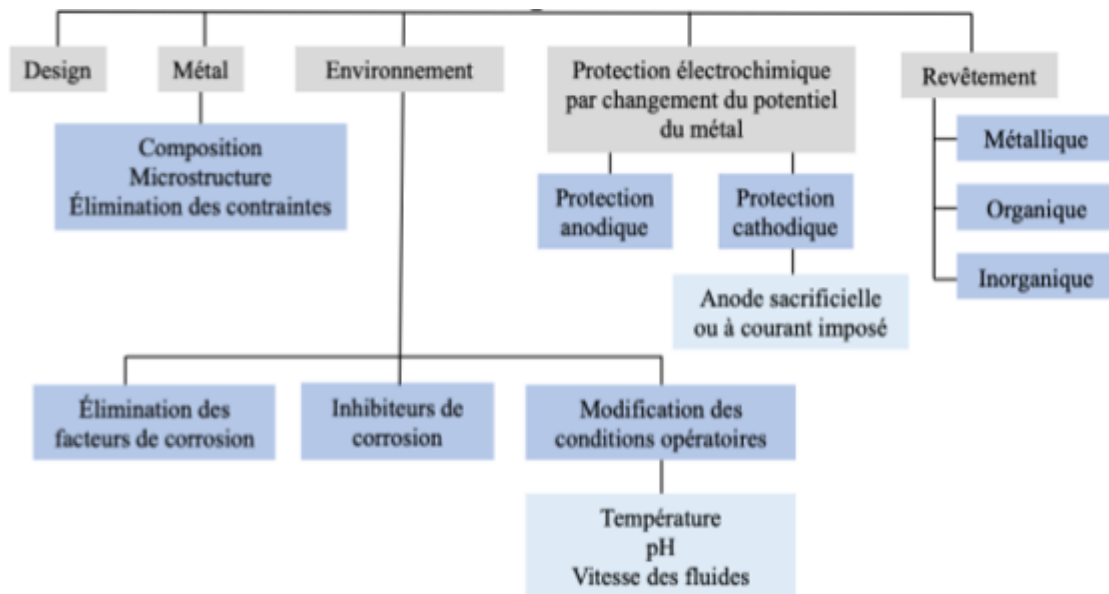 Design
Métal
Environnement
Protection électrochimique
par changement du potentiel
du métal
Revêtement
Composition
Microstructure
Élimination des contraintes
Protection
anodique
Protection
cathodique
Anode sacrificielle
ou à courant imposé
Métallique
Organique
Inorganique
Élimination des
facteurs de corrosion
Inhibiteurs de
corrosion
Modification des
conditions opératoires
Température
pH
Vitesse des fluides